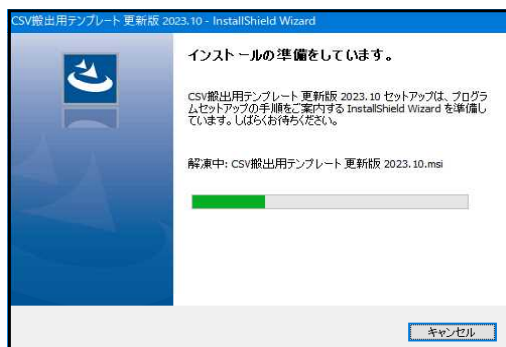 CSV搬出用テンプレート更新版 2023.10 - InstallShield Wizard
インストールの準備をしています。
CSV搬出用テンプレート更新版 2023.10 セットアップは、プログラ
ムセットアップの手順をご案内する InstallShield Wizard を準備し
ています。しばらくお待ちください。
解凍中: CSV搬出用テンプレート更新版 2023.10.msi
キャンセル